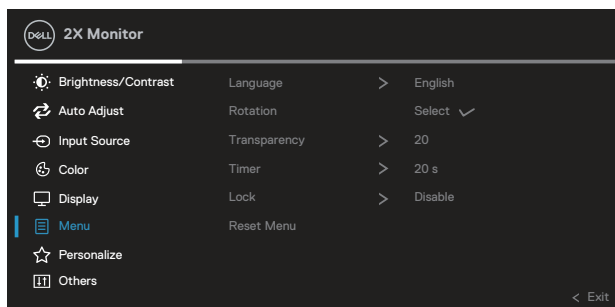 DELL 2X Monitor
Brightness/Contrast Language > English
Auto Adjust Rotation Select ✓
Input Source Transparency > 20
Color Timer > 20 s
Display Lock > Disable
Menu Reset Menu
Personalize
Others
< Exit